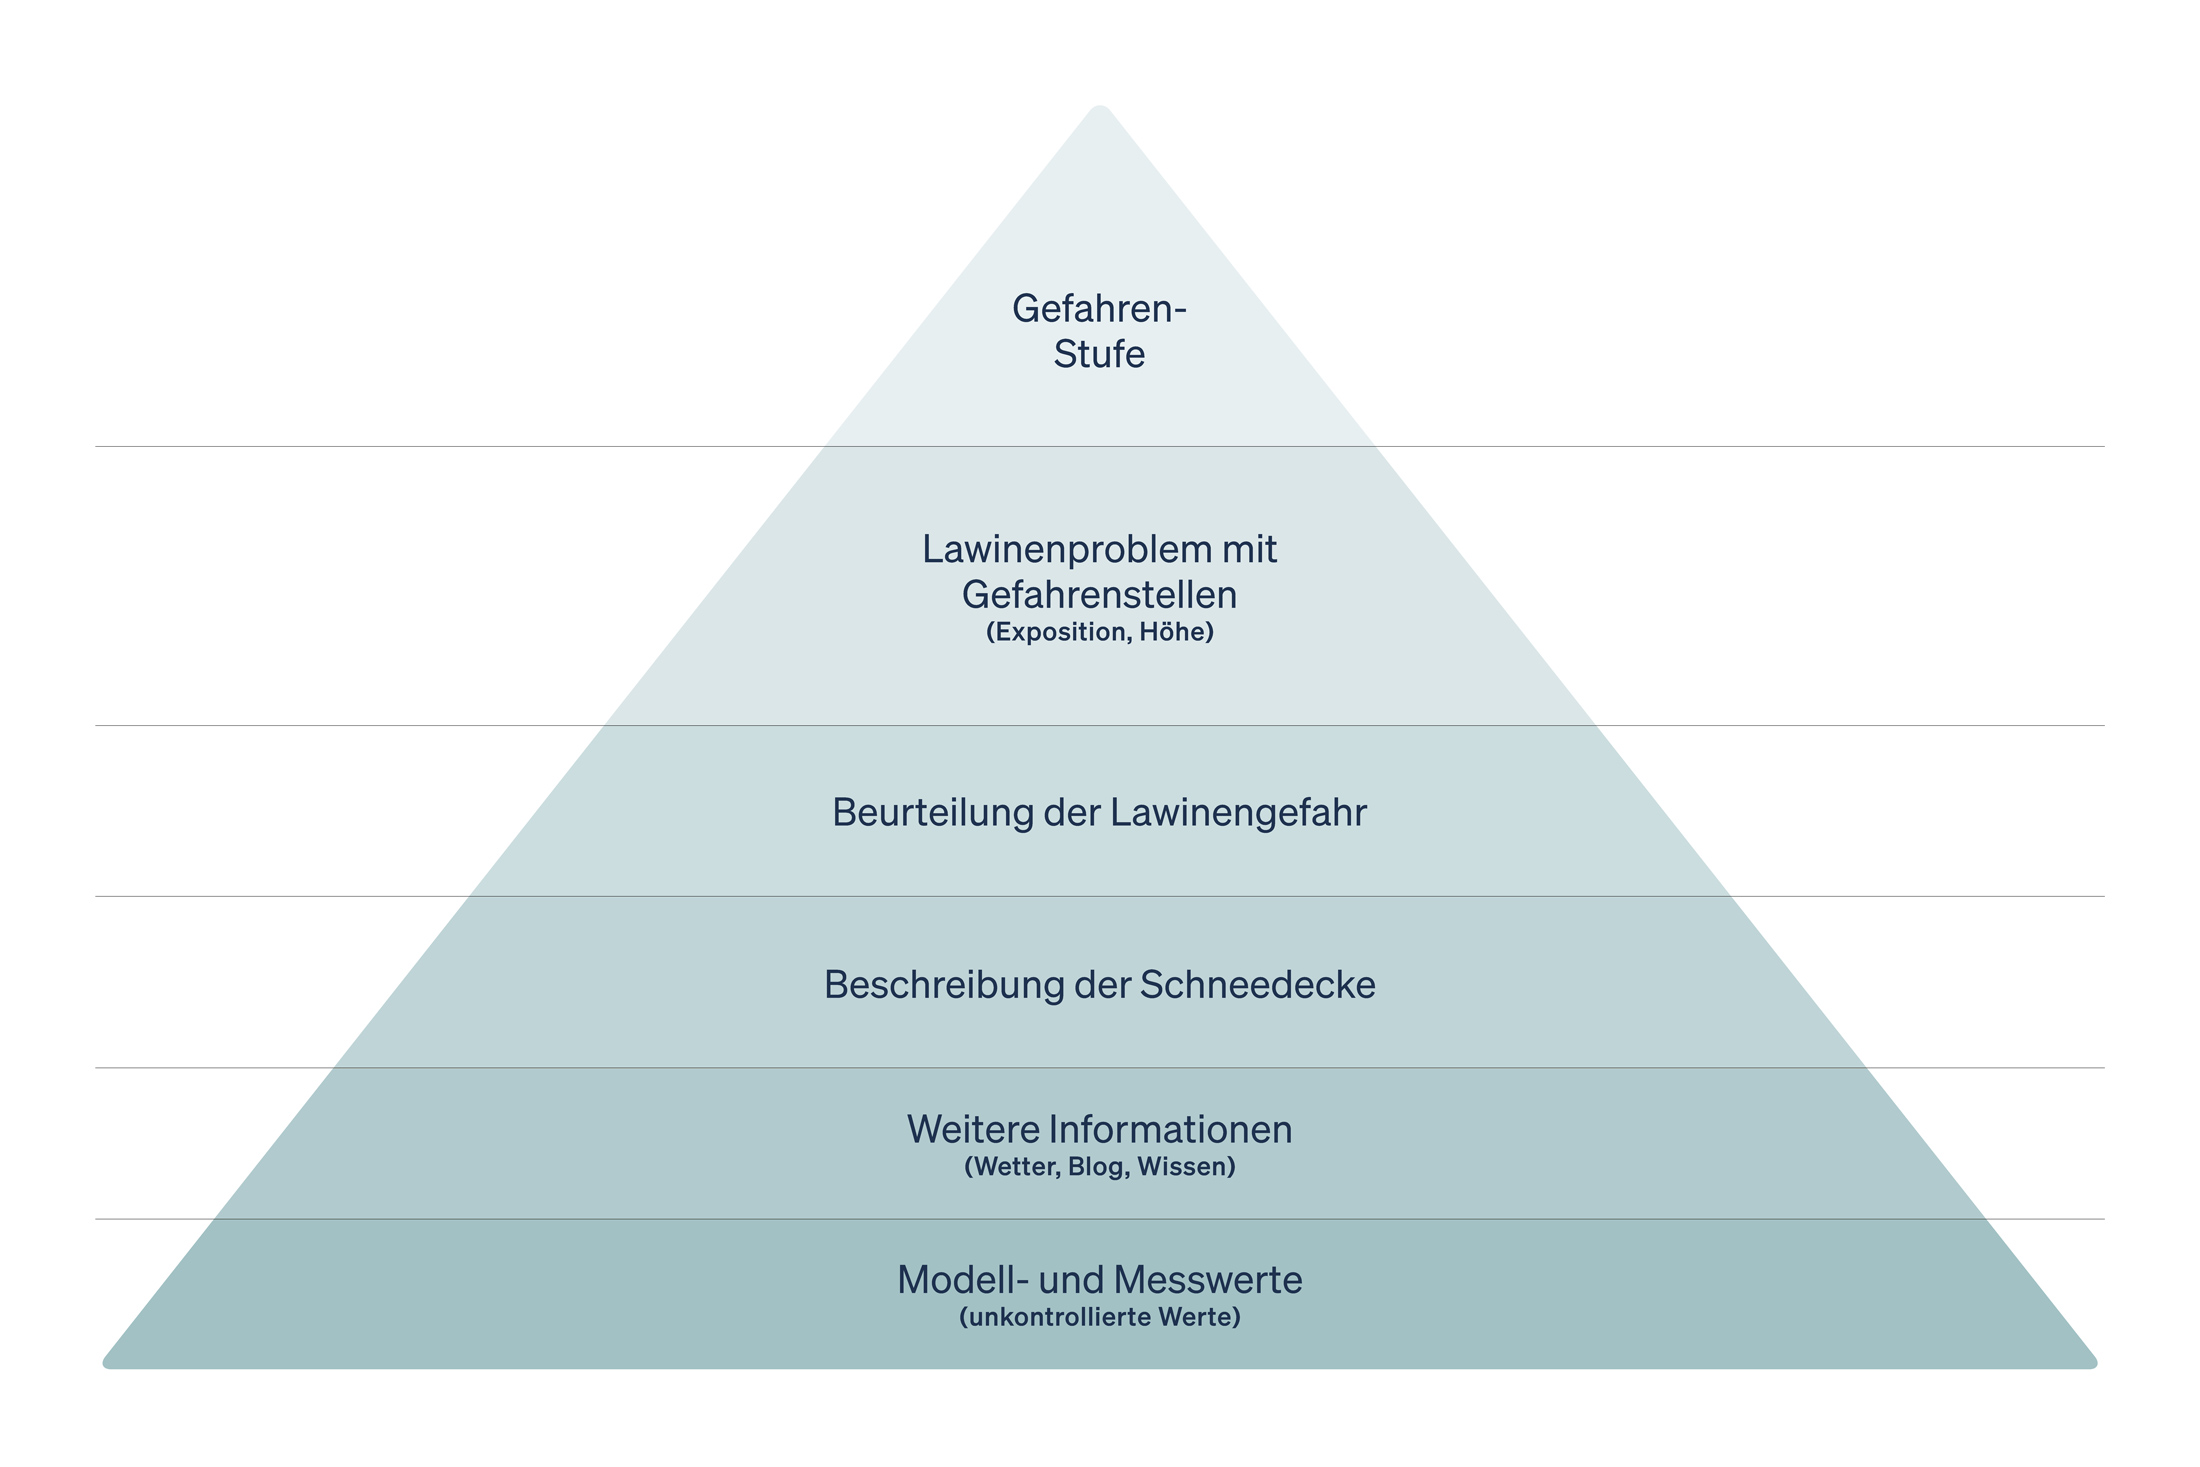 Gefahren-
Stufe
Lawinenproblem mit
Gefahrenstellen
(Exposition, Höhe)
Beurteilung der Lawinengefahr
Beschreibung der Schneedecke
Weitere Informationen
(Wetter, Blog, Wissen)
Modell- und Messwerte
(unkontrollierte Werte)